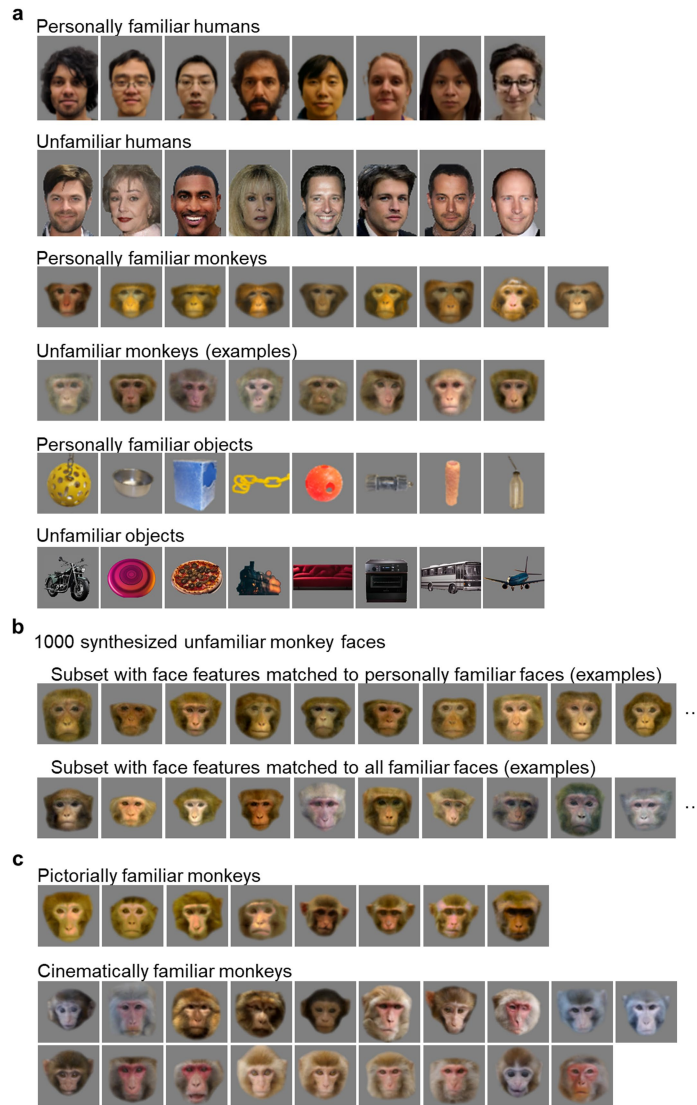 a
Personally familiar humans
Unfamiliar humans
Personally familiar monkeys
Unfamiliar monkeys (examples)
Personally familiar objects
Unfamiliar objects
b
1000 synthesized unfamiliar monkey faces
Subset with face features matched to personally familiar faces (examples)
..
Subset with face features matched to all familiar faces (examples)
..
c
Pictorially familiar monkeys
Cinematically familiar monkeys